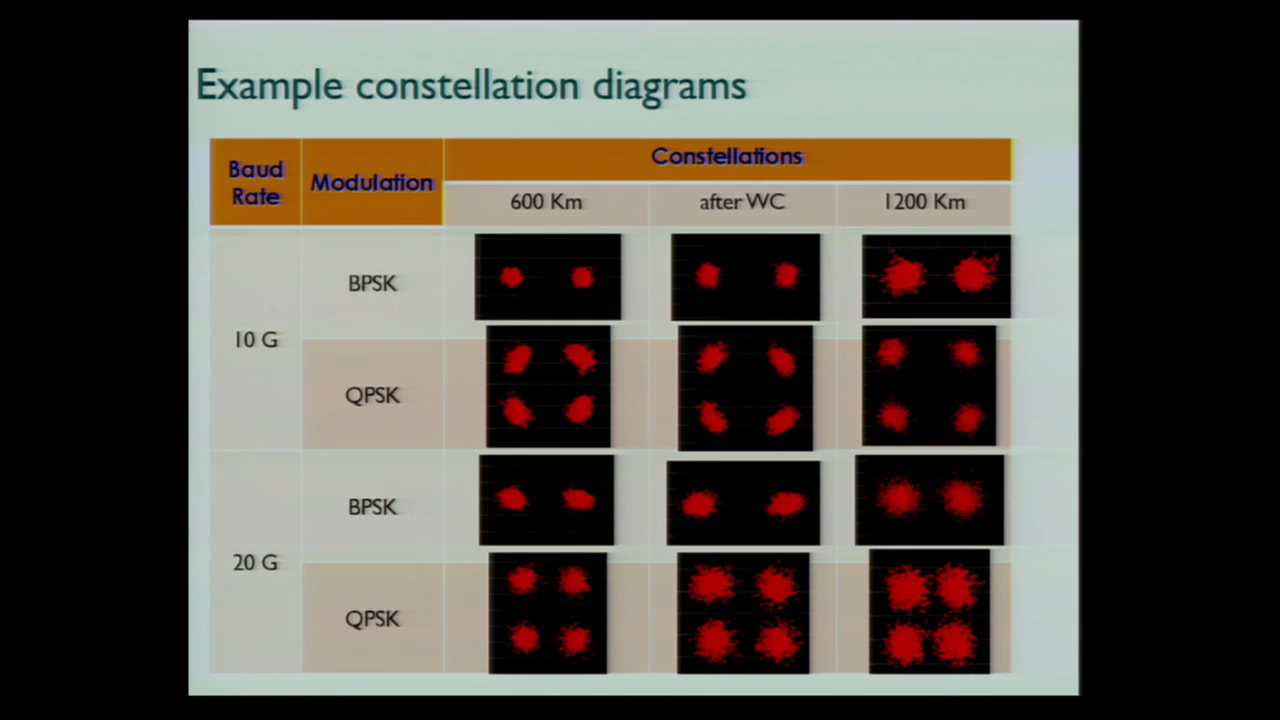 Example constellation diagrams
Baud
Rate
Modulation
Constellations
600 Km
after WC
1200 Km
BPSK
10 G
QPSK
BPSK
20 G
QPSK